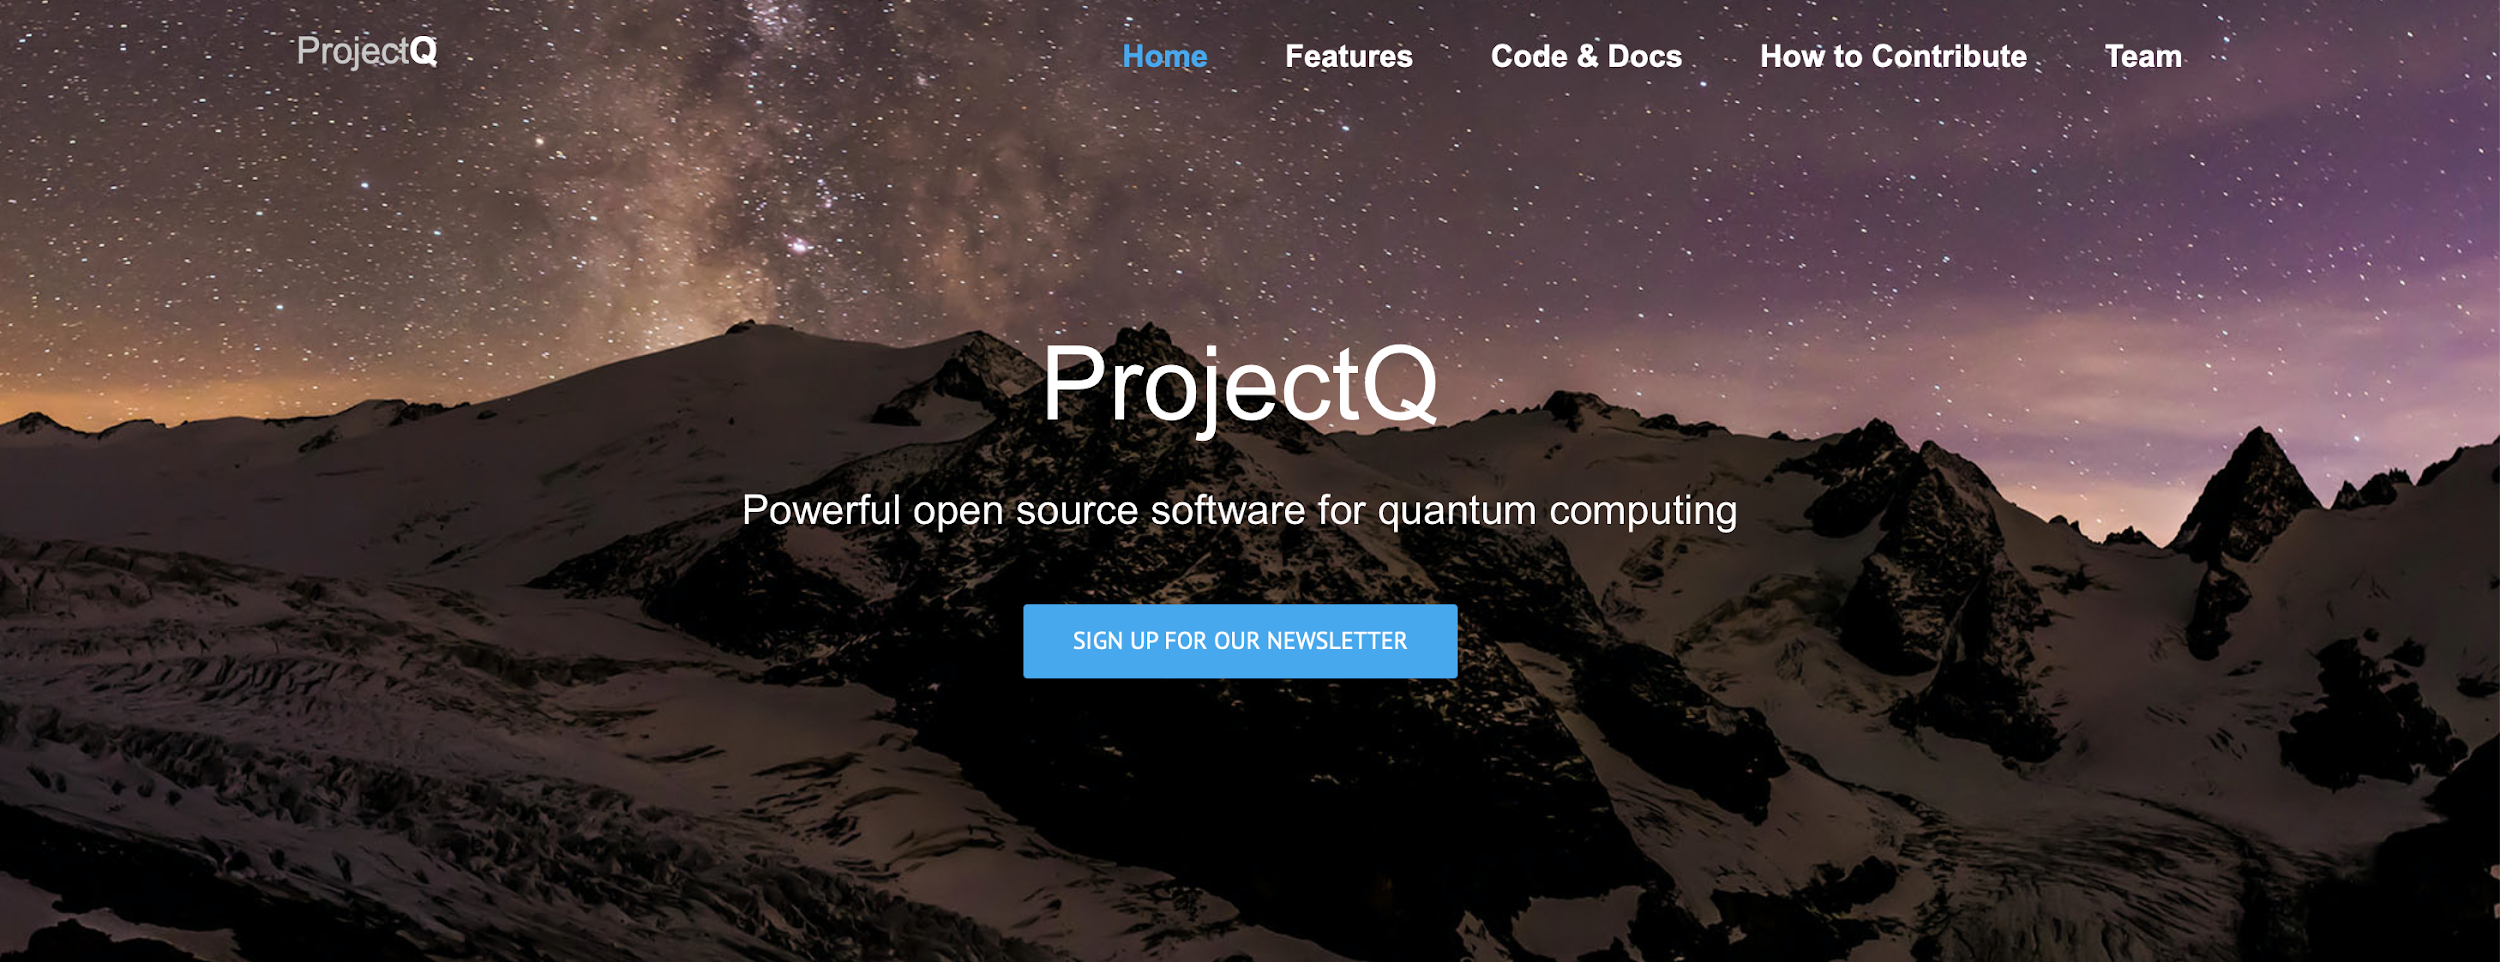 ProjectQ
Home Features Code & Docs How to Contribute Team
ProjectQ
Powerful open source software for quantum computing
SIGN UP FOR OUR NEWSLETTER